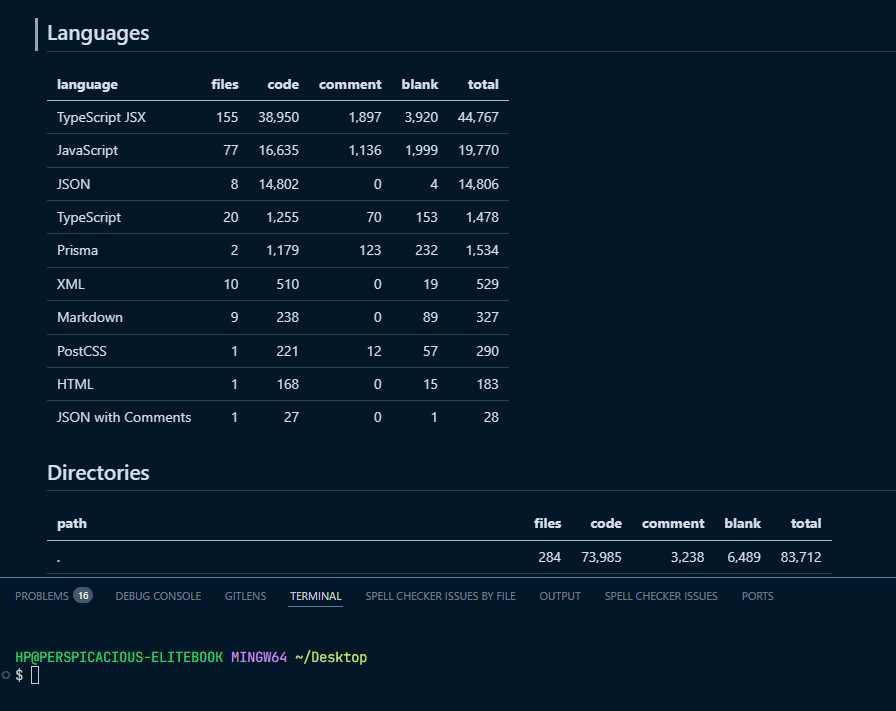 Languages
language files code comment blank total
TypeScript JSX 155 38,950 1,897 3,920 44,767
JavaScript 77 16,635 1,136 1,999 19,770
JSON 8 14,802 0 4 14,806
TypeScript 20 1,255 70 153 1,478
Prisma 2 1,179 123 232 1,534
XML 10 510 0 19 529
Markdown 9 238 0 89 327
PostCSS 1 221 12 57 290
HTML 1 168 0 15 183
JSON with Comments 1 27 0 1 28
Directories
path files code comment blank total
. 284 73,985 3,238 6,489 83,712
PROBLEMS 16 DEBUG CONSOLE GITLENS TERMINAL SPELL CHECKER ISSUES BY FILE OUTPUT SPELL CHECKER ISSUES PORTS
HP@PERSPICACIOUS-ELITEBOOK MINGW64 ~/Desktop
$